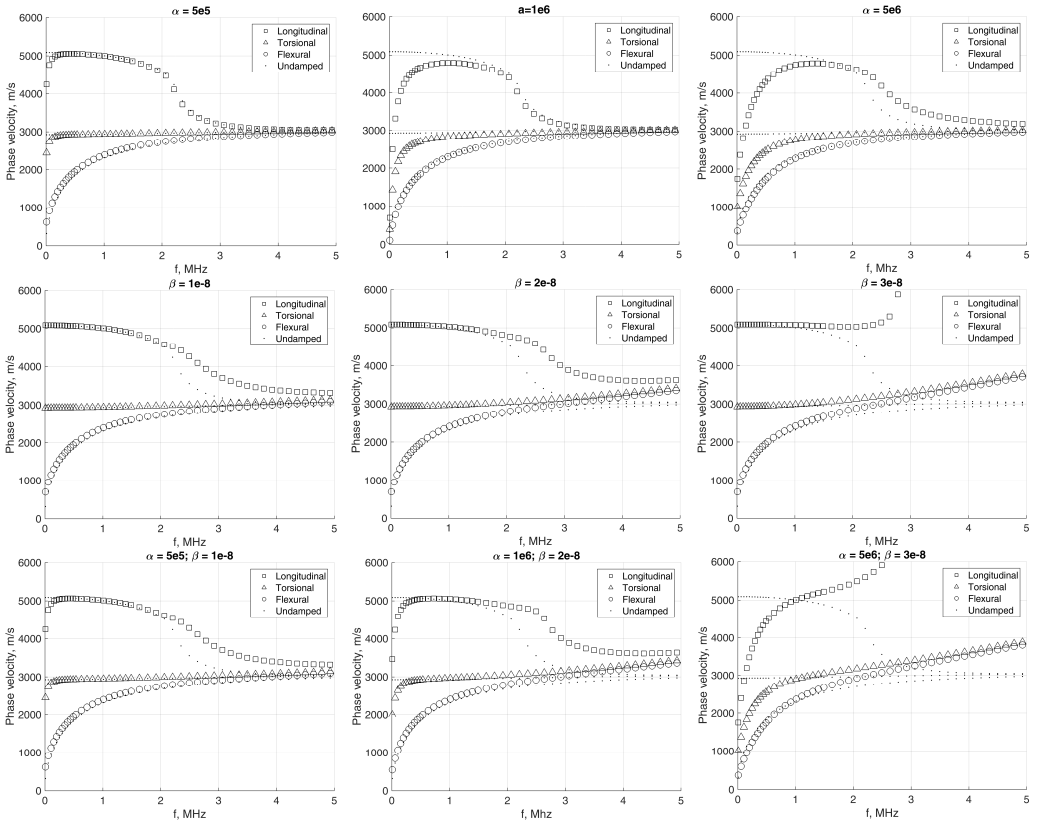 α = 5e5
6000
5000
4000
3000
2000
1000
0
Phase velocity, m/s
Longitudinal
Torsional
Flexural
Undamped
0 1 2 3 4 5
f, MHz
a=1e6
6000
5000
4000
3000
2000
1000
0
Phase velocity, m/s
Longitudinal
Torsional
Flexural
Undamped
0 1 2 3 4 5
f, MHz
α = 5e6
6000
5000
4000
3000
2000
1000
0
Phase velocity, m/s
Longitudinal
Torsional
Flexural
Undamped
0 1 2 3 4 5
f, Mhz
β = 1e-8
6000
5000
4000
3000
2000
1000
0
Phase velocity, m/s
Longitudinal
Torsional
Flexural
Undamped
0 1 2 3 4 5
f, MHz
β = 2e-8
6000
5000
4000
3000
2000
1000
0
Phase velocity, m/s
Longitudinal
Torsional
Flexural
Undamped
0 1 2 3 4 5
f, MHz
β = 3e-8
6000
5000
4000
3000
2000
1000
0
Phase velocity, m/s
Longitudinal
Torsional
Flexural
Undamped
0 1 2 3 4 5
f, MHz
α = 5e5; β = 1e-8
6000
5000
4000
3000
2000
1000
0
Phase velocity, m/s
Longitudinal
Torsional
Flexural
Undamped
0 1 2 3 4 5
f, MHz
α = 1e6; β = 2e-8
6000
5000
4000
3000
2000
1000
0
Phase velocity, m/s
Longitudinal
Torsional
Flexural
Undamped
0 1 2 3 4 5
f, Mhz
α = 5e6; β = 3e-8
6000
5000
4000
3000
2000
1000
0
Phase velocity, m/s
Longitudinal
Torsional
Flexural
Undamped
0 1 2 3 4 5
f, MHz